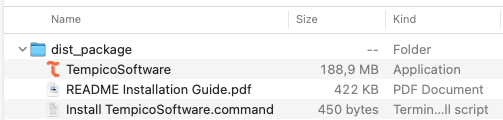 Name Size Kind
dist_package -- Folder
TempicoSoftware 188,9 MB Application
README Installation Guide.pdf 422 KB PDF Document
Install TempicoSoftware.command 450 bytes Termin...ll script